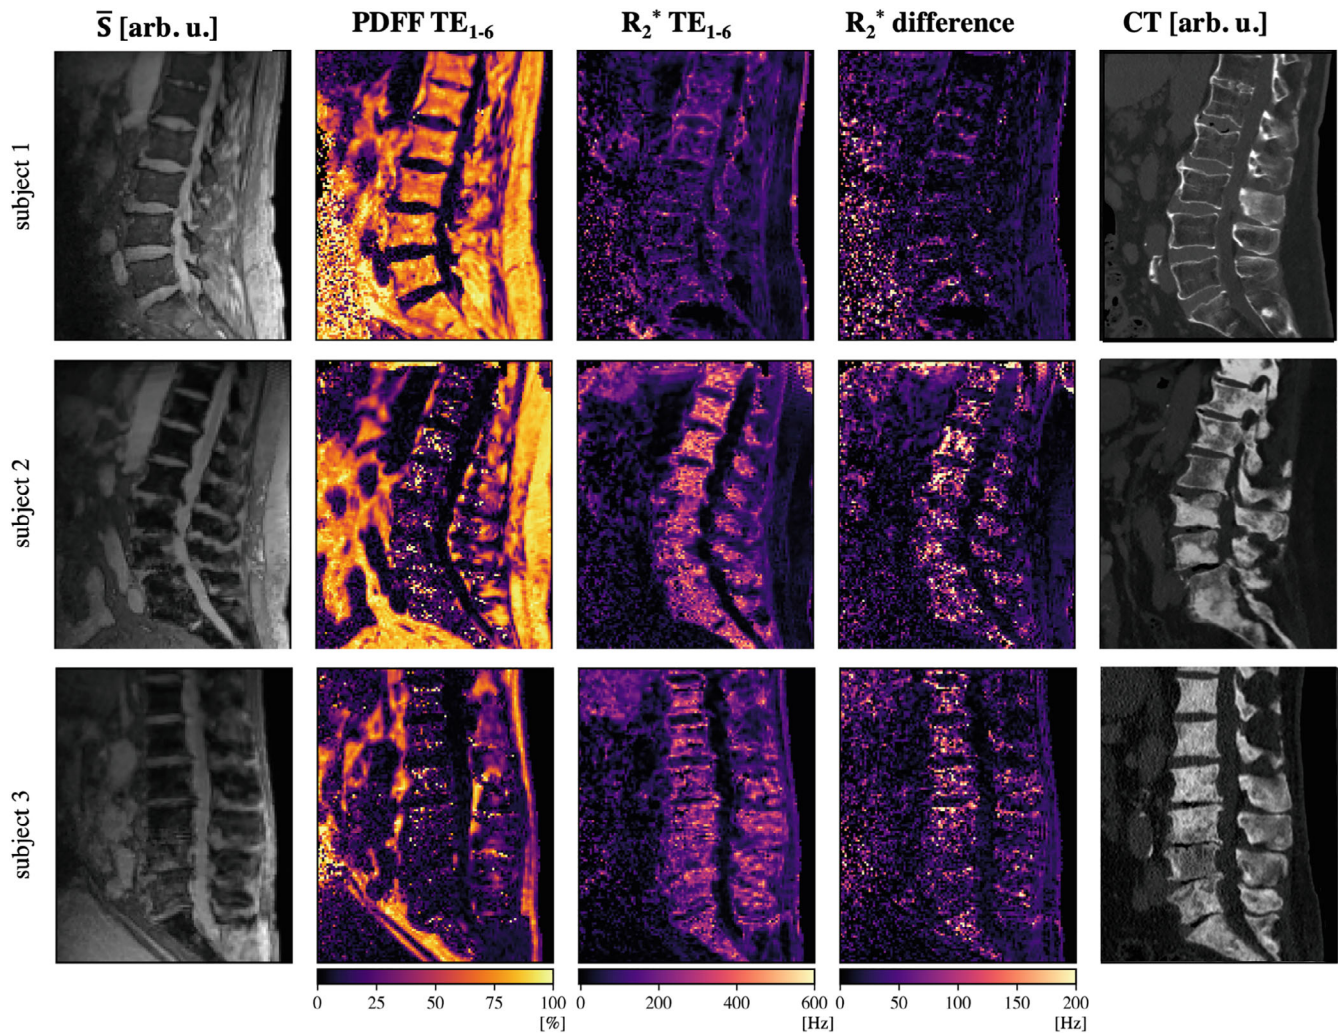 S̅ [arb. u.] PDFF TE₁₋₆ R₂* TE₁₋₆ R₂* difference CT [arb. u.]
subject 1
subject 2
subject 3
0 25 50 75 100 0 200 400 600 0 50 100 150 200
[%] [Hz] [Hz]